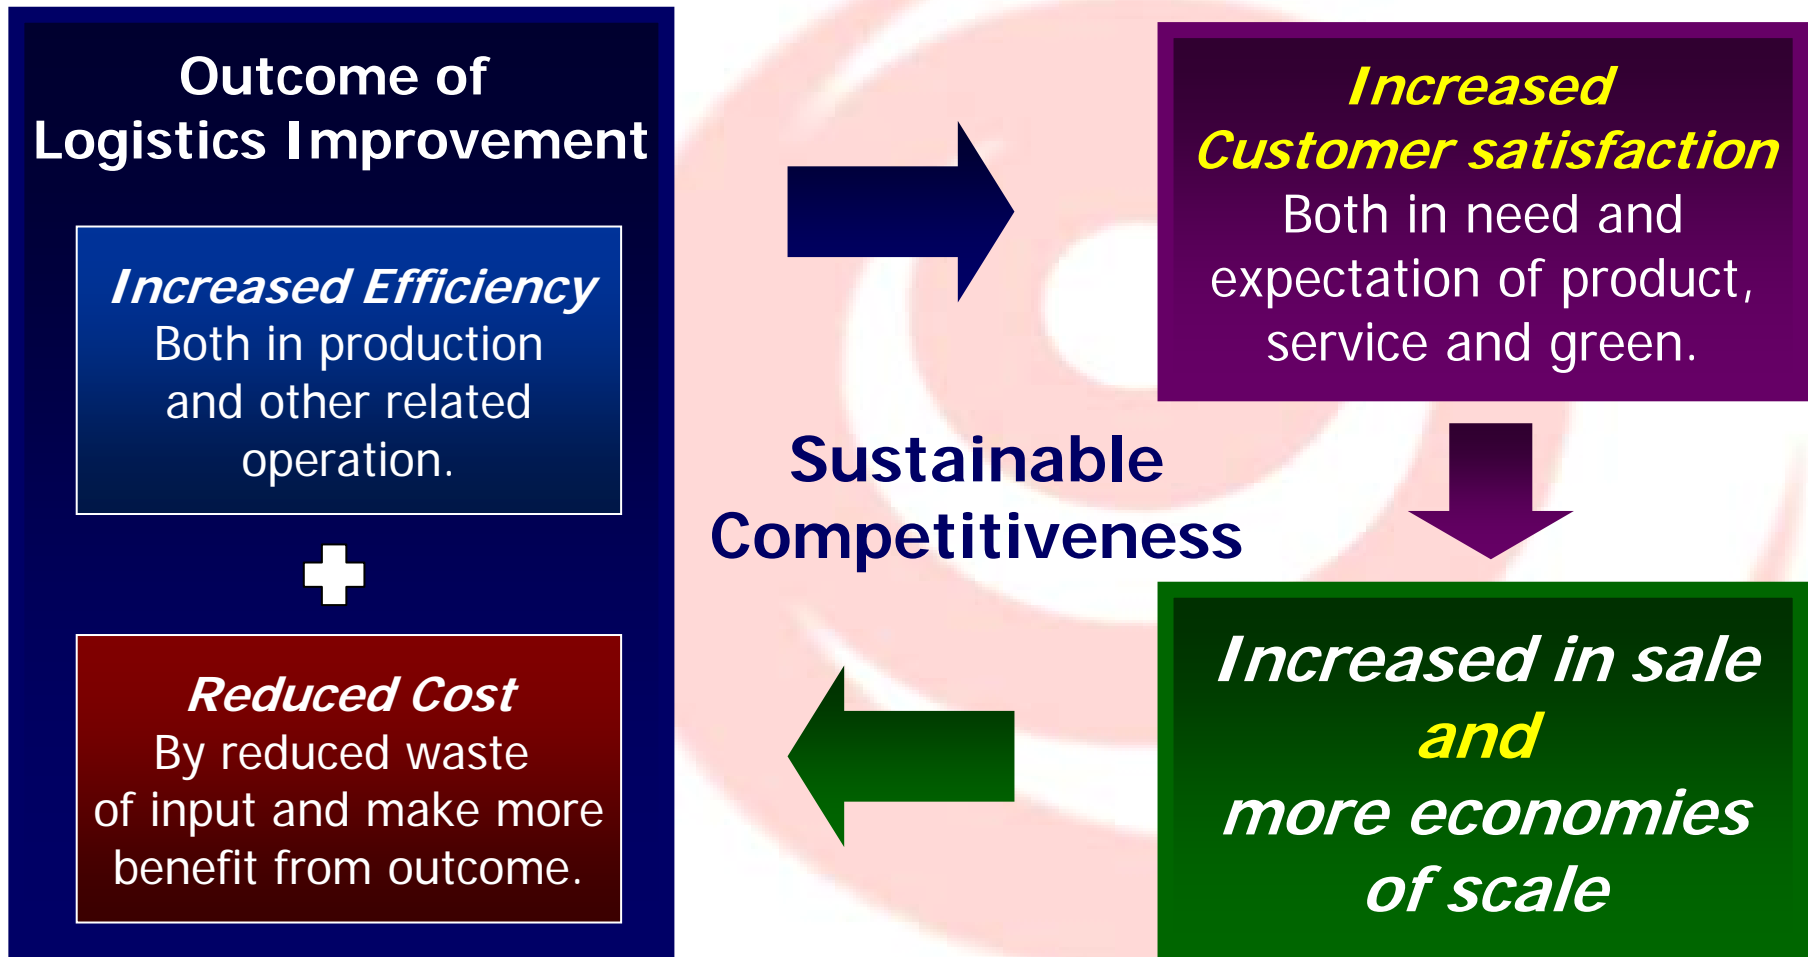 Outcome of
Logistics Improvement
Increased Efficiency
Both in production
and other related
operation.
Reduced Cost
By reduced waste
of input and make more
benefit from outcome.
Sustainable
Competitiveness
Increased
Customer satisfaction
Both in need and
expectation of product,
service and green.
Increased in sale
and
more economies
of scale